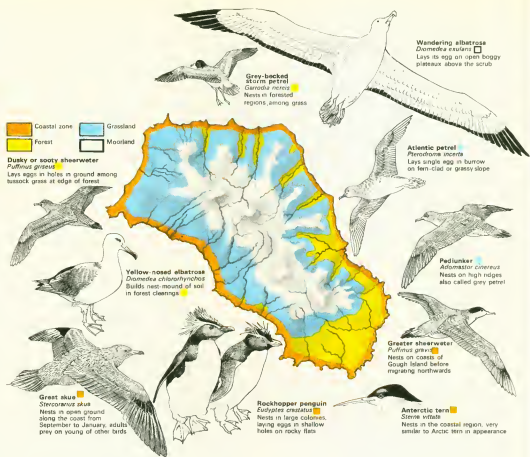 Wandering albatross
Diomedea exulans
Lays its egg on open boggy
plateaux above the scrub
Grey-backed
storm petrel
Garrodia nereis
Nests in forested
regions, among grass
Coastal zone
Grassland
Forest
Moorland
Dusky or sooty sheerwater
Puffinus griseus
Lays eggs in holes in ground among
tussock grass at edge of forest
Atlantic petrel
Pterodroma incerta
Lays single egg in burrow
on fern-clad or grassy slope
Pediunker
Adamastor cinereus
Nests on high ridges
also called grey petrel
Yellow-nosed albatross
Diomedea chlororhynchos
Builds nest-mound of soil
in forest clearings
Greater sheerwater
Puffinus gravis
Nests on coasts of
Gough Island before
migrating northwards
Great skua
Stercorarius skua
Nests in open ground
along the coast from
September to January, adults
prey on young of other birds
Rockhopper penguin
Eudyptes crestatus
Nests in large colonies,
laying eggs in shallow
holes on rocky flats
Antarctic tern
Sterna vittata
Nests in the coastal region, very
similar to Arctic tern in appearance